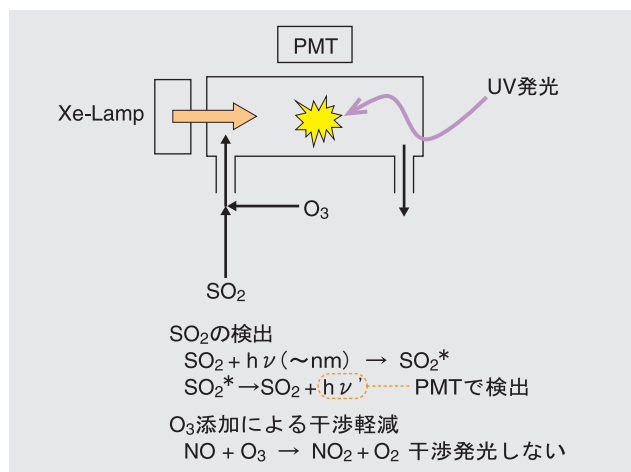 PMT
UV発光
Xe-Lamp
O₃
SO₂
SO₂の検出
SO₂ + hν(～nm) → SO₂*
SO₂* → SO₂ + hν' PMTで検出
O₃添加による干渉軽減
NO + O₃ → NO₂ + O₂ 干渉発光しない